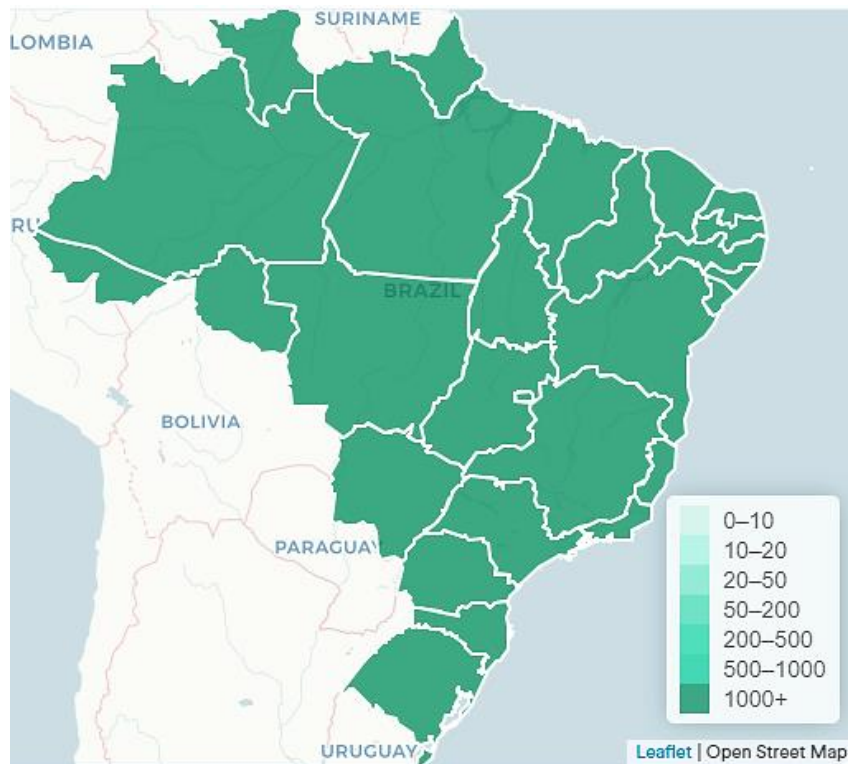 SURINAME
LOMBIA
RU
BRAZIL
BOLIVIA
PARAGUAY
URUGUAY
0–10
10–20
20–50
50–200
200–500
500–1000
1000+
Leaflet | Open Street Map